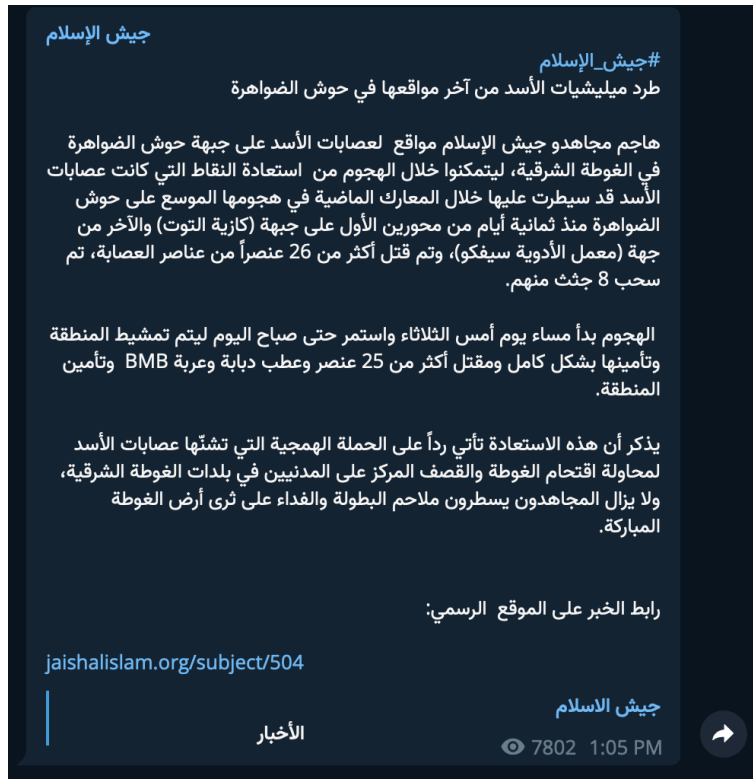 جيش الإسلام
#جيش_الإسلام
طرد ميليشيات الأسد من آخر مواقعها في حوش الضواهرة
هاجم مجاهدو جيش الإسلام مواقع لعصابات الأسد على جبهة حوش الضواهرة
في الغوطة الشرقية، ليتمكنوا خلال الهجوم من استعادة النقاط التي كانت عصابات
الأسد قد سيطرت عليها خلال المعارك الماضية في هجومها الموسع على حوش
الضواهرة منذ ثمانية أيام من محورين الأول على جبهة (كازية التوت) والآخر من
جهة (معمل الأدوية سيفكو)، وتم قتل أكثر من 26 عنصراً من عناصر العصابة، تم
سحب 8 جثث منهم.
الهجوم بدأ مساء يوم أمس الثلاثاء واستمر حتى صباح اليوم ليتم تمشيط المنطقة
وتأمينها بشكل كامل ومقتل أكثر من 25 عنصر وعطب دبابة وعربة BMB وتأمين
المنطقة.
يذكر أن هذه الاستعادة تأتي رداً على الحملة الهمجية التي تشنّها عصابات الأسد
لمحاولة اقتحام الغوطة والقصف المركز على المدنيين في بلدات الغوطة الشرقية،
ولا يزال المجاهدون يسطرون ملاحم البطولة والفداء على ثرى أرض الغوطة
المباركة.
رابط الخبر على الموقع الرسمي:
jaishalislam.org/subject/504
جيش الاسلام
الأخبار
7802 1:05 PM